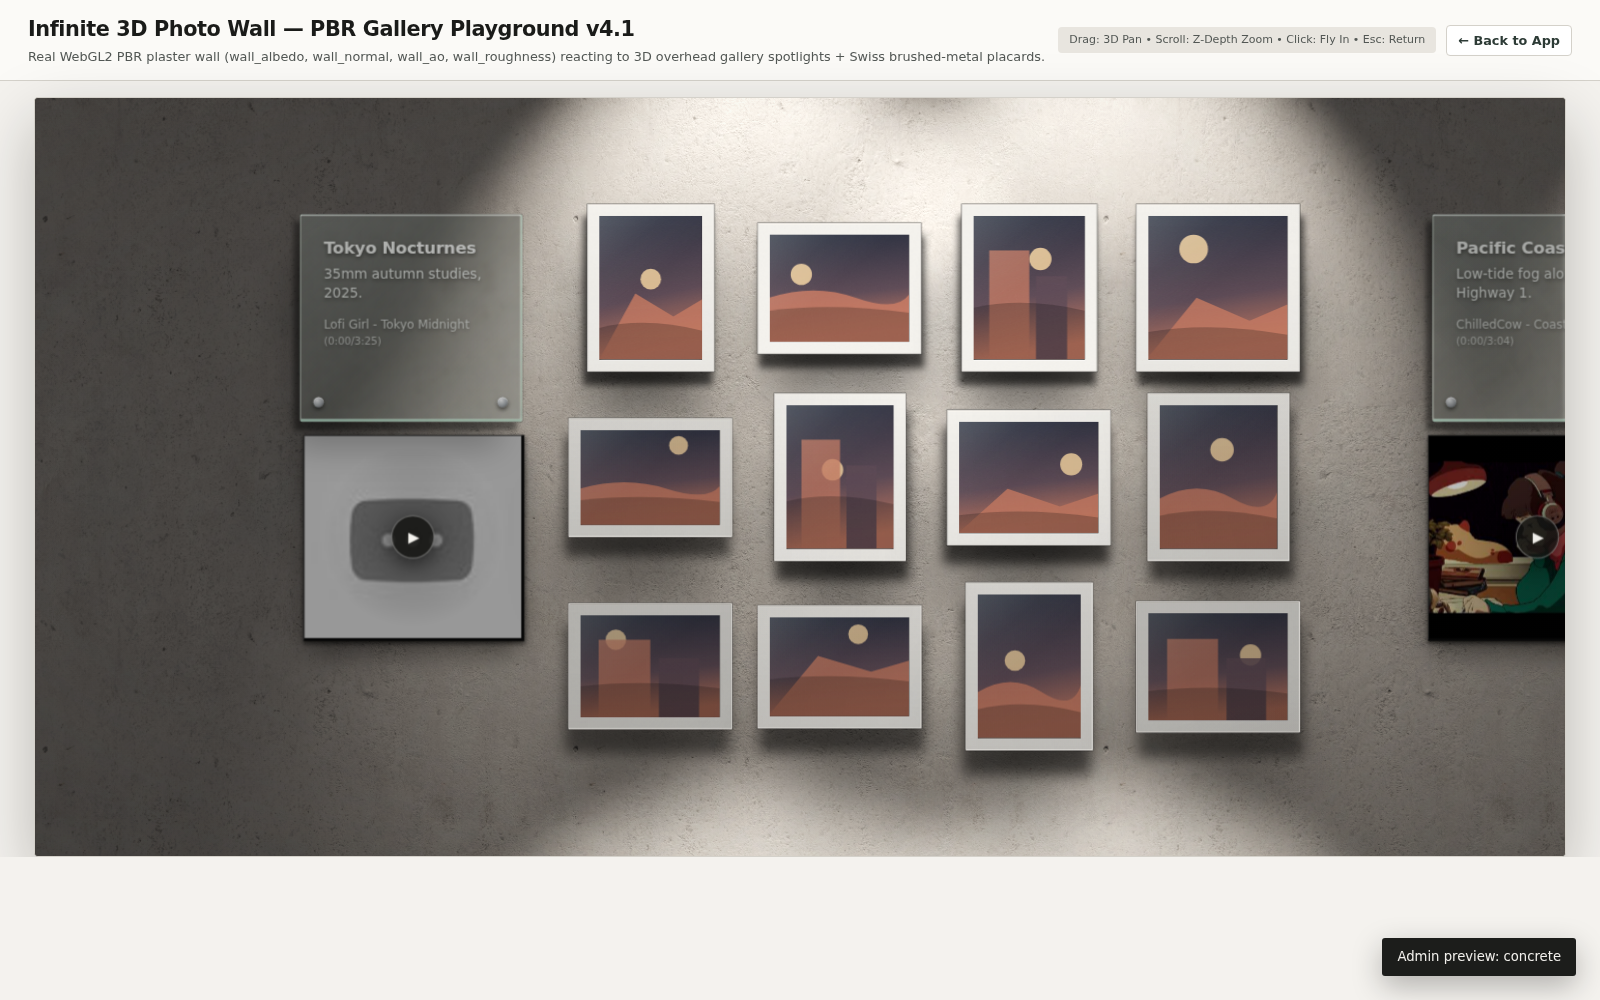 Infinite 3D Photo Wall — PBR Gallery Playground v4.1
Real WebGL2 PBR plaster wall (wall_albedo, wall_normal, wall_ao, wall_roughness) reacting to 3D overhead gallery spotlights + Swiss brushed-metal placards.
Drag: 3D Pan • Scroll: Z-Depth Zoom • Click: Fly In • Esc: Return
← Back to App
Tokyo Nocturnes
35mm autumn studies,
2025.
Lofi Girl - Tokyo Midnight
(0:00/3:25)
Pacific Coas
Low-tide fog alo
Highway 1.
ChilledCow - Coast
(0:00/3:04)
Admin preview: concrete